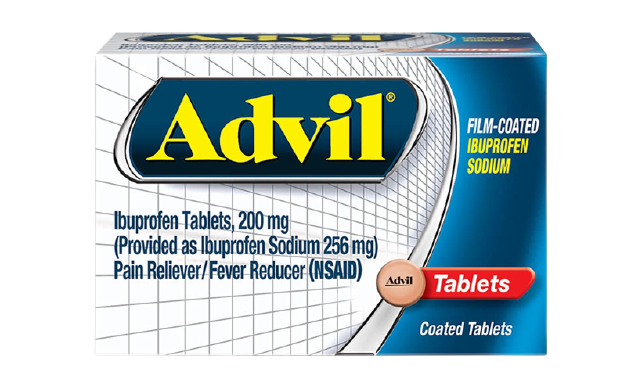 Advil®
FILM-COATED
IBUPROFEN
SODIUM
Ibuprofen Tablets, 200 mg
(Provided as Ibuprofen Sodium 256 mg)
Pain Reliever/Fever Reducer (NSAID)
Advil
Tablets
Coated Tablets